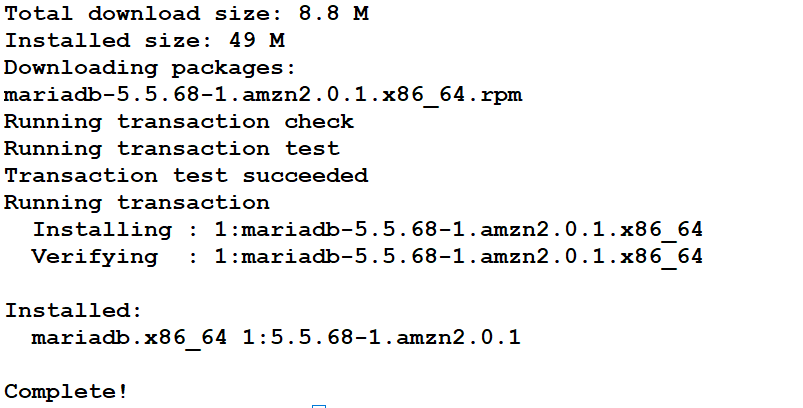 Total download size: 8.8 M
Installed size: 49 M
Downloading packages:
mariadb-5.5.68-1.amzn2.0.1.x86_64.rpm
Running transaction check
Running transaction test
Transaction test succeeded
Running transaction
  Installing : 1:mariadb-5.5.68-1.amzn2.0.1.x86_64
  Verifying  : 1:mariadb-5.5.68-1.amzn2.0.1.x86_64
Installed:
  mariadb.x86_64 1:5.5.68-1.amzn2.0.1
Complete!